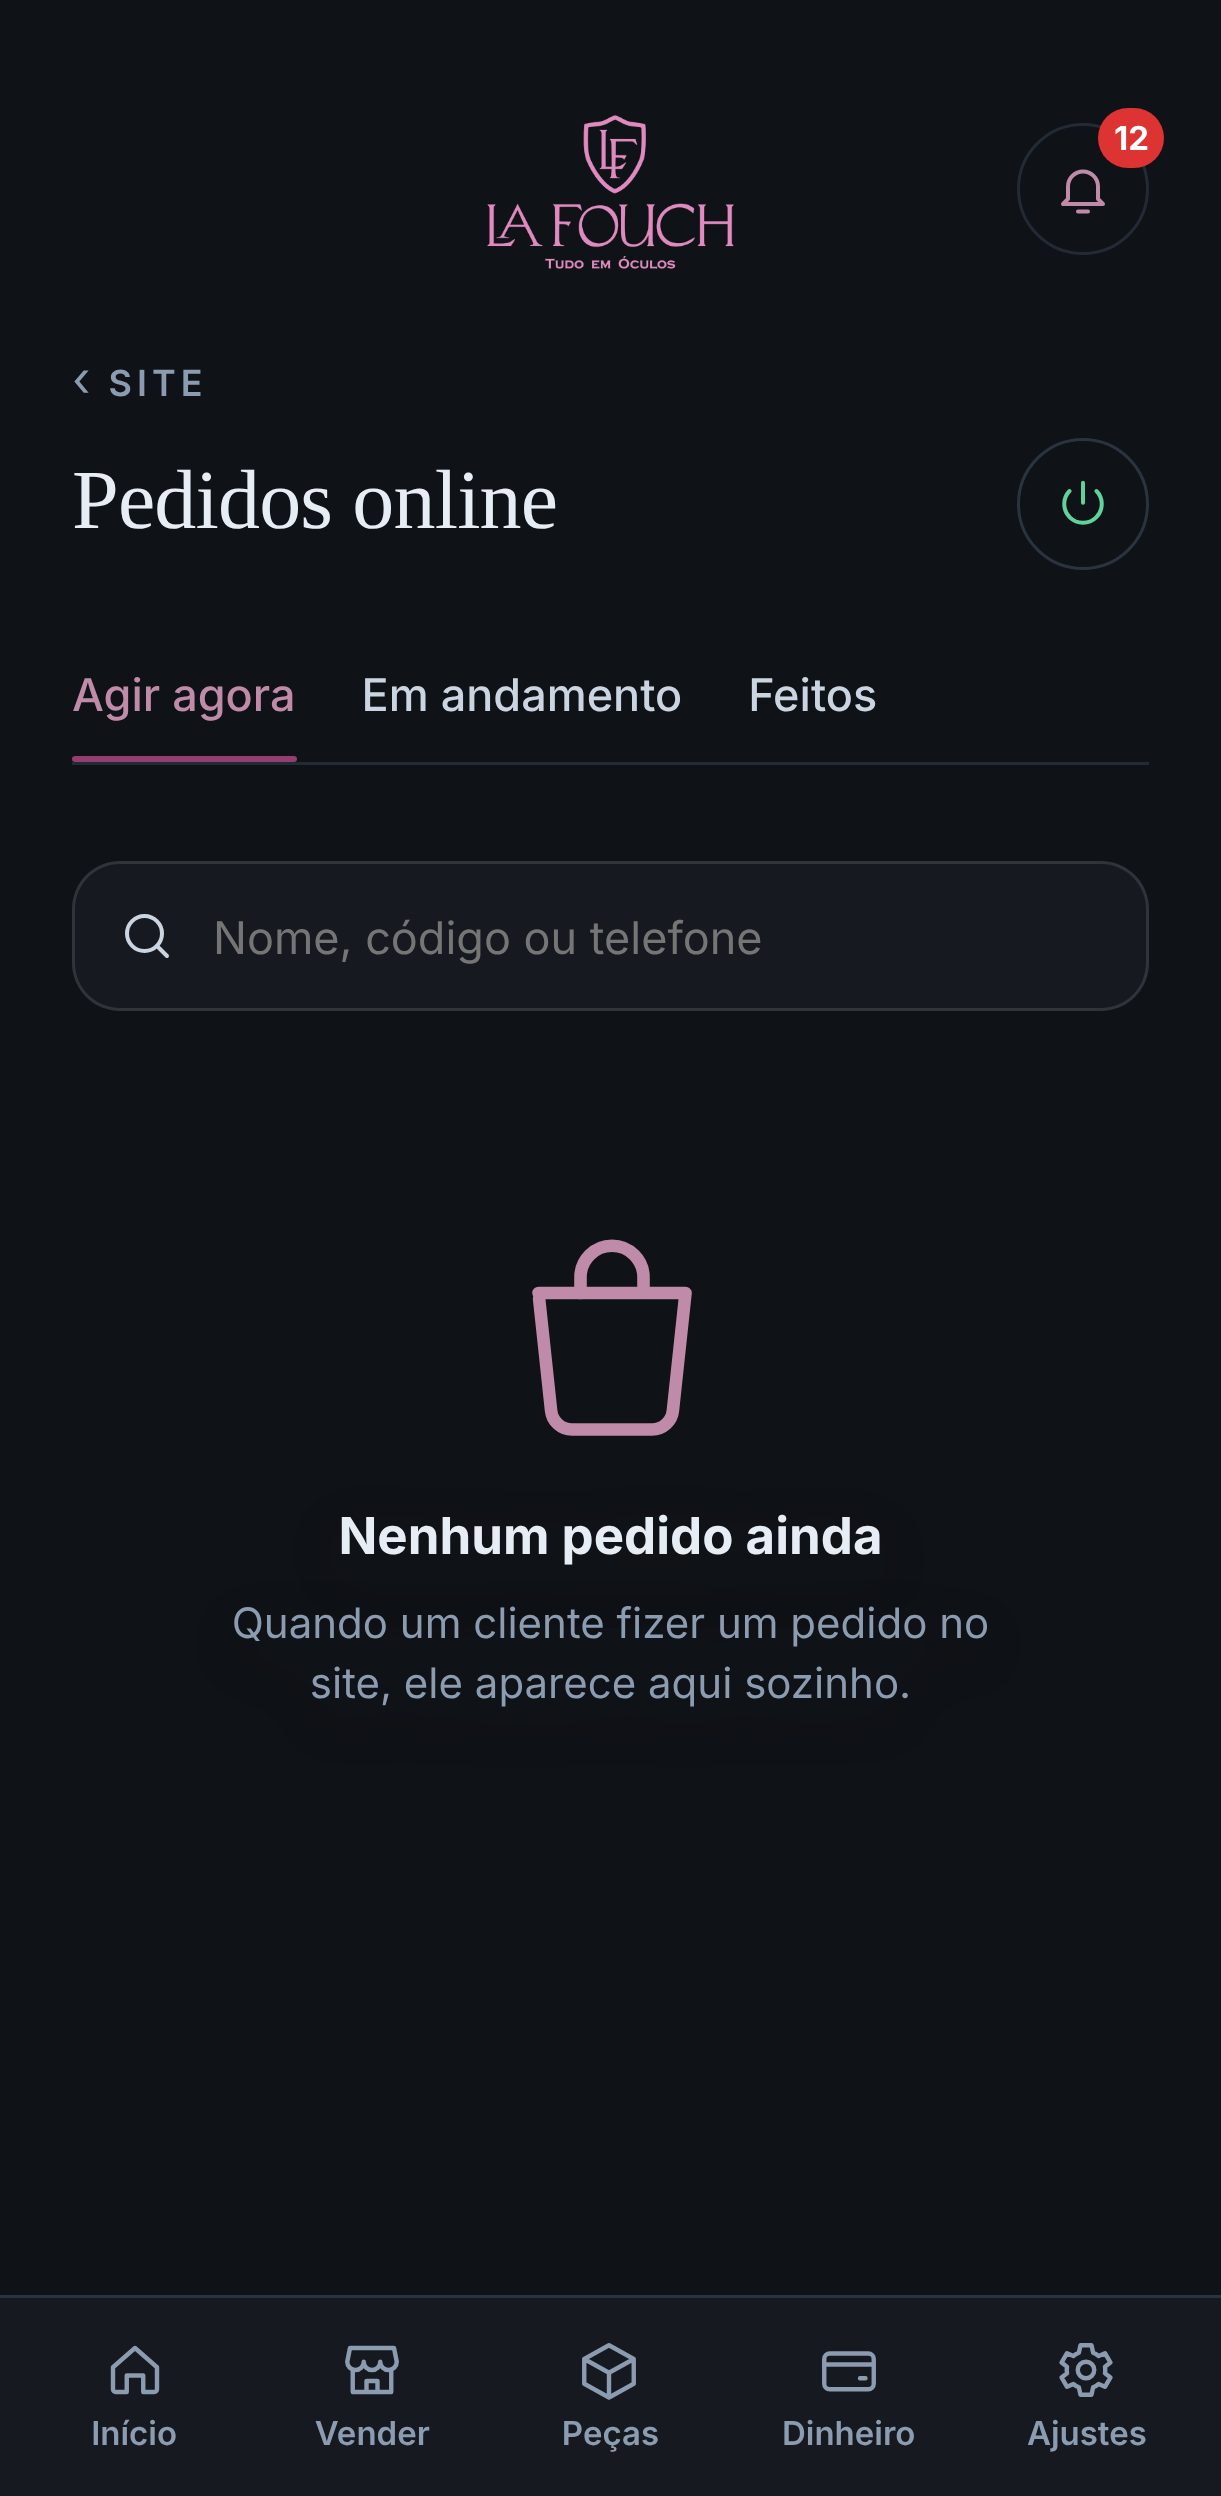 LF
LA FOUCH
TUDO EM ÓCULOS
12
‹ SITE
Pedidos online
Agir agora
Em andamento
Feitos
Nome, código ou telefone
Nenhum pedido ainda
Quando um cliente fizer um pedido no
site, ele aparece aqui sozinho.
Início
Vender
Peças
Dinheiro
Ajustes